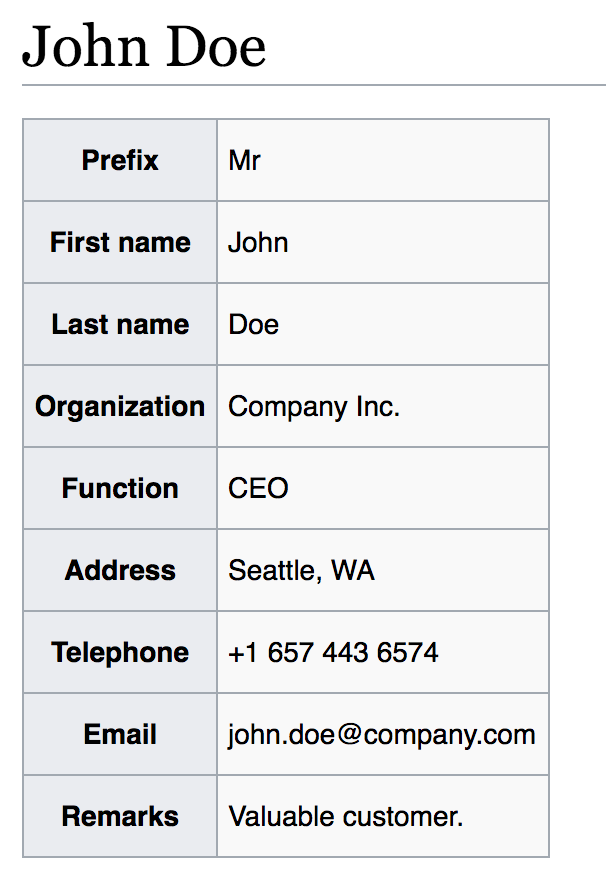 John Doe
Prefix Mr
First name John
Last name Doe
Organization Company Inc.
Function CEO
Address Seattle, WA
Telephone +1 657 443 6574
Email john.doe@company.com
Remarks Valuable customer.